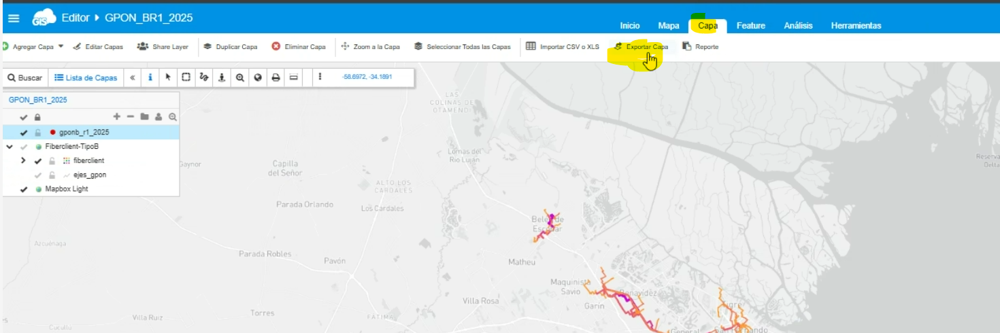 GIS Editor GPON_BR1_2025
Inicio Mapa Capa Feature Análisis Herramientas
Agregar Capa Editar Capas Share Layer Duplicar Capa Eliminar Capa Zoom a la Capa Seleccionar Todas las Capas Importar CSV o XLS Exportar Capa Reporte
Buscar Lista de Capas « -58.6972, -34.1891
GPON_BR1_2025
gponb_r1_2025
Fiberclient-TipoB
fiberclient
ejes_gpon
Mapbox Light
LAS
COLINAS DE
OTAMENDI
Lomas del
Río Luján
Reserva
Delta
Gaynor
Capilla
del Señor
ALTO LOS
CARDALES
Parada Orlando
Los Cardales
Belén de
Escobar
Azcuénaga
Parada Robles
Pavón
Matheu
Maquinista
Savio
Benavídez
Villa Rosa
Garín
Tigre
Villa Ruiz
Torres
FÁTIMA
Cucullú
General
San Fernando